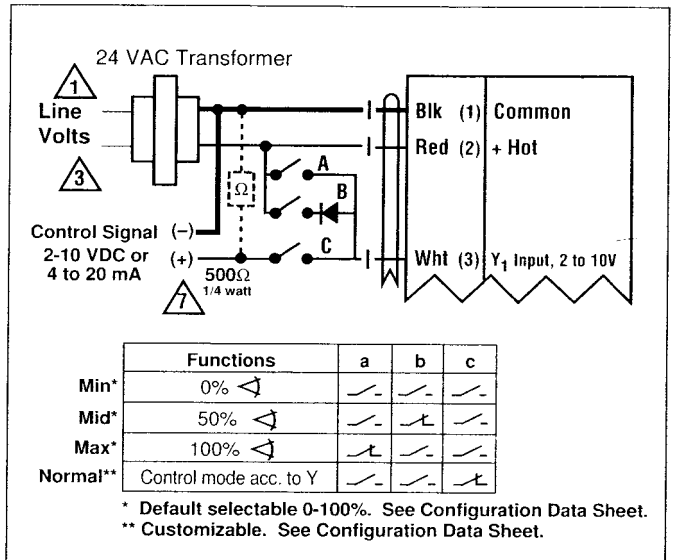 24 VAC Transformer
1
Line
Volts
3
Blk (1) Common
Red (2) + Hot
A
B
C
Ω
Control Signal (–)
2-10 VDC or
4 to 20 mA
(+)
500Ω
1/4 watt
7
Wht (3) Y1 Input, 2 to 10V
Functions a b c
Min* 0%
Mid* 50%
Max* 100%
Normal** Control mode acc. to Y
* Default selectable 0-100%. See Configuration Data Sheet.
** Customizable. See Configuration Data Sheet.